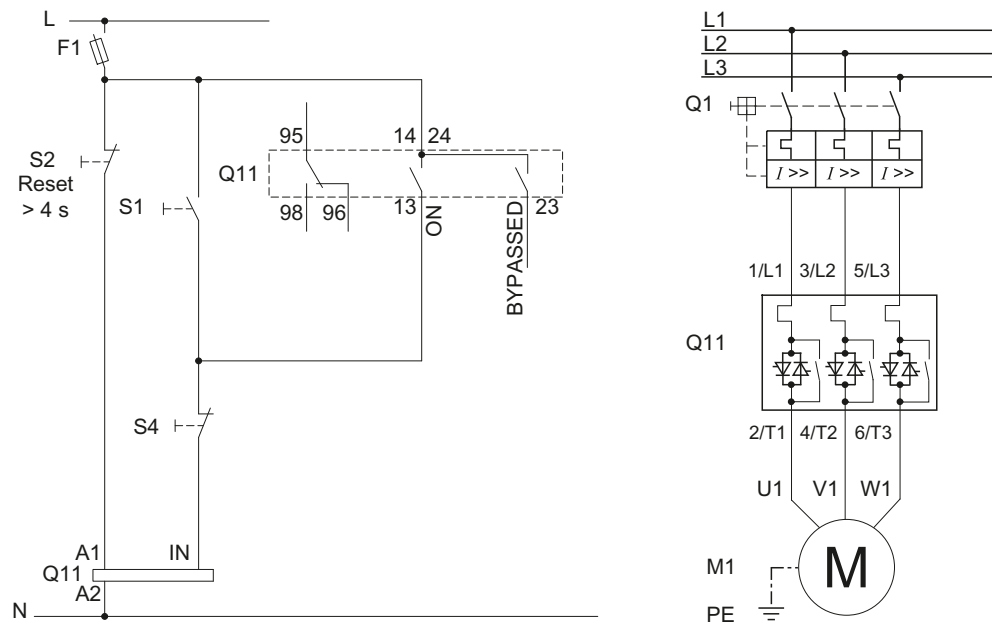 L
F1
S2
Reset
> 4 s
S1
95
14
24
Q11
98
96
13
23
ON
BYPASSED
S4
A1
IN
Q11
A2
N
L1
L2
L3
Q1
I >>
I >>
I >>
1/L1
3/L2
5/L3
Q11
2/T1
4/T2
6/T3
U1
V1
W1
M1
M
PE